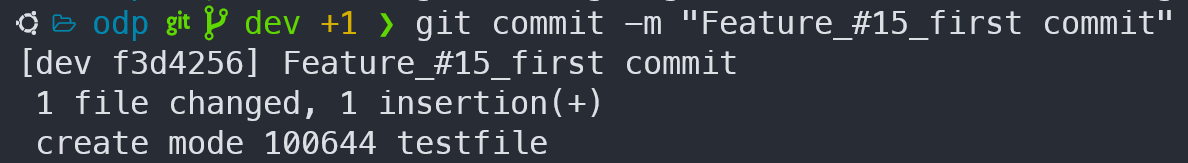 odp git dev +1 ❯ git commit -m "Feature_#15_first commit"
[dev f3d4256] Feature_#15_first commit
1 file changed, 1 insertion(+)
create mode 100644 testfile